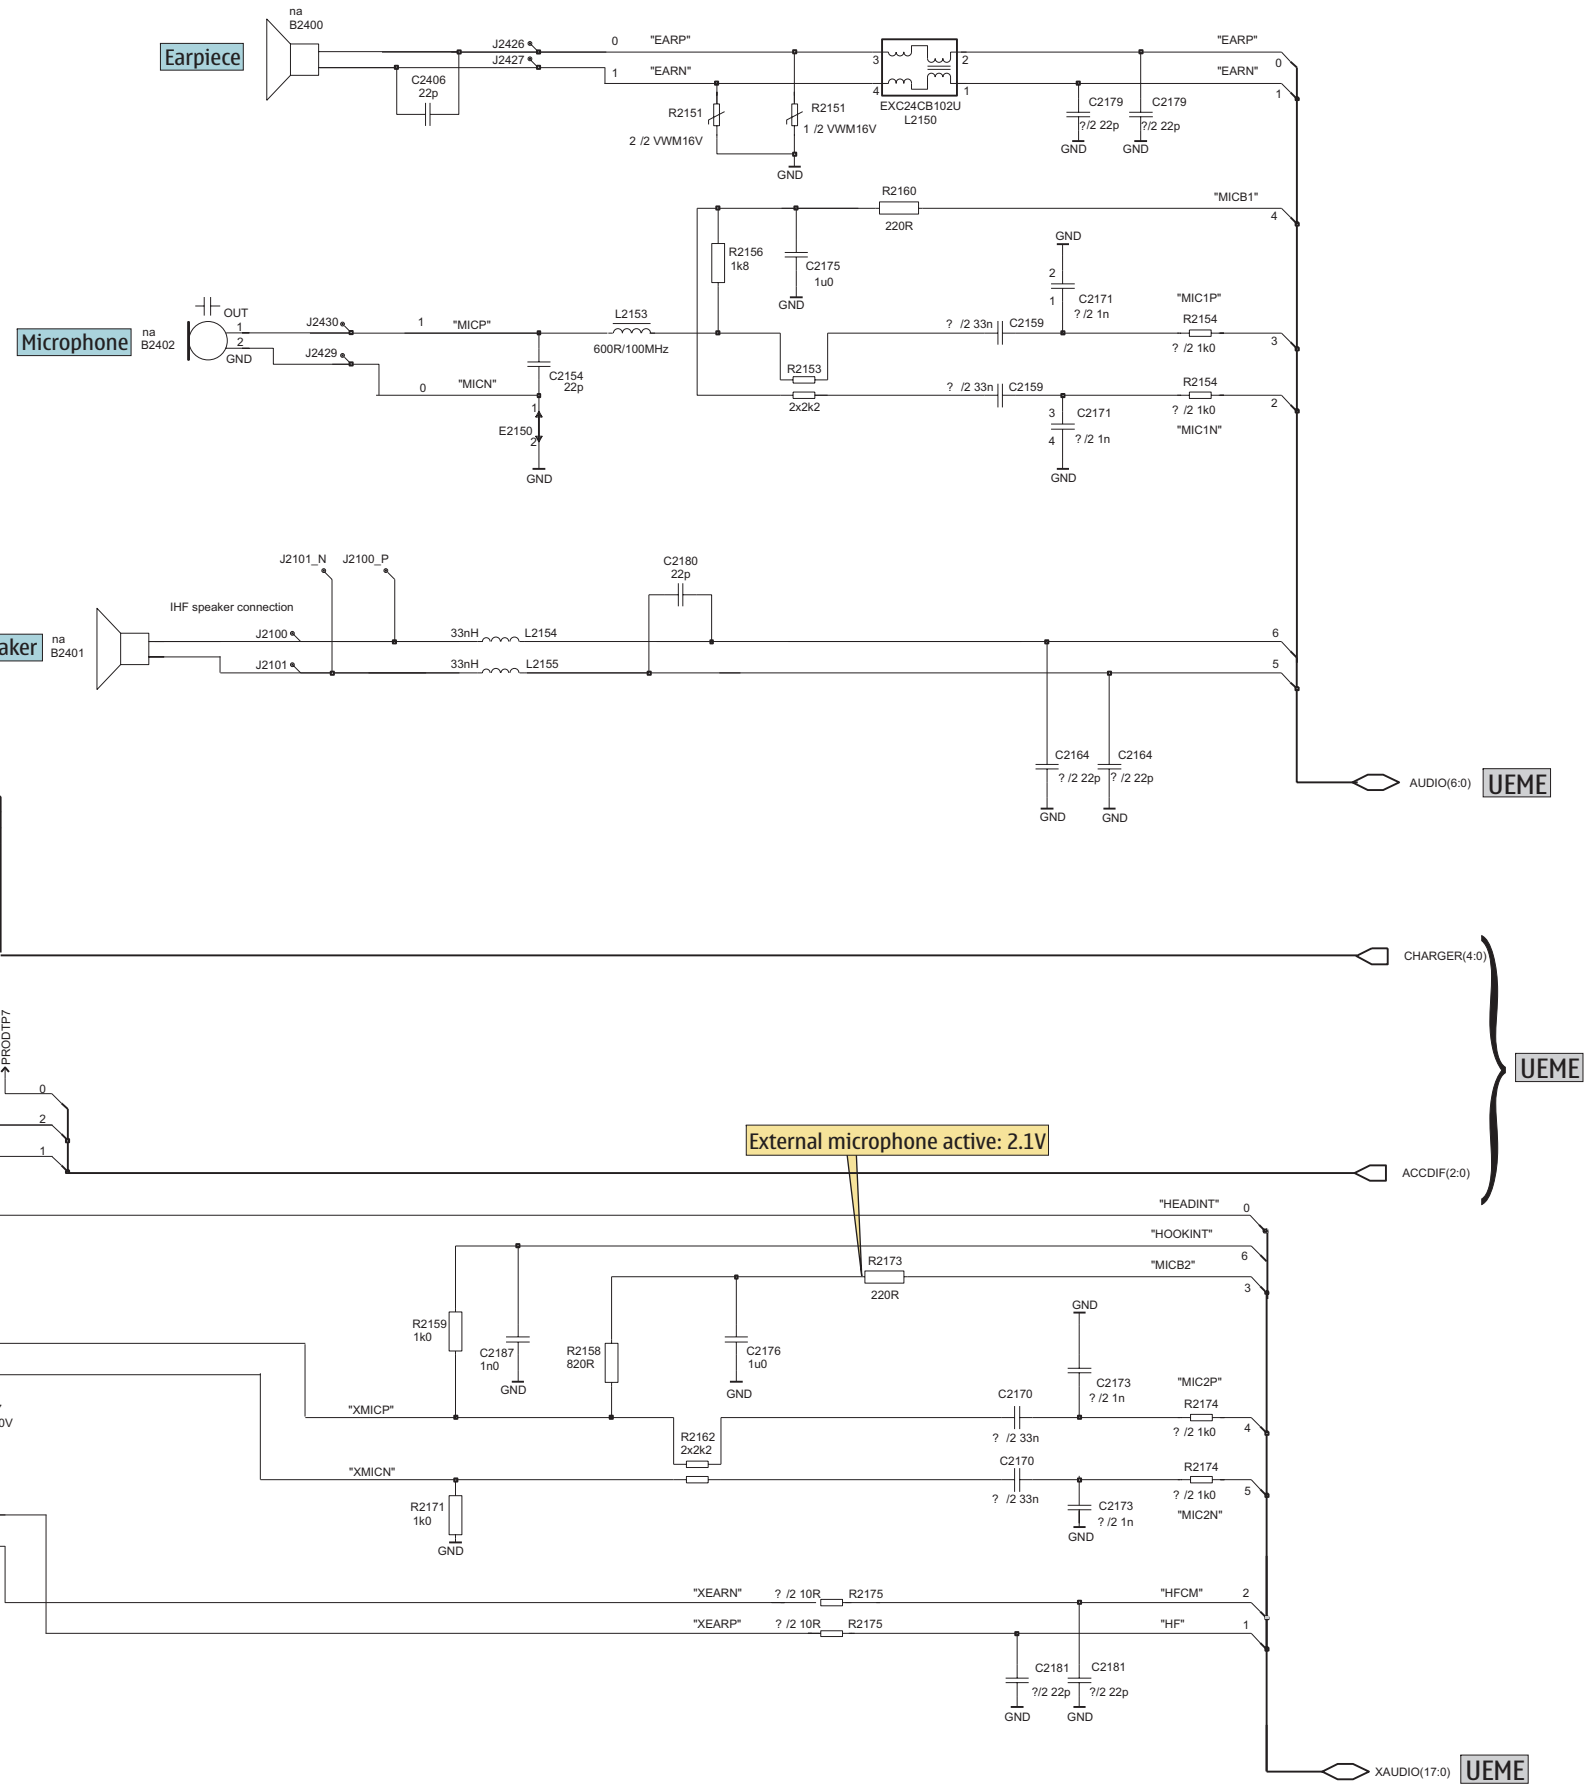 na
B2400
Earpiece
J2426
J2427
C2406
22p
0 "EARP"
1 "EARN"
R2151
2 /2 VWM16V
R2151
1 /2 VWM16V
GND
3
4
2
1
EXC24CB102U
L2150
"EARP"
"EARN"
0
1
C2179
?/2 22p
GND
C2179
?/2 22p
GND
R2160
220R
"MICB1"
4
R2156
1k8
C2175
1u0
GND
GND
2
1
C2171
? /2 1n
"MIC1P"
R2154
? /2 1k0
3
Microphone
na
B2402
OUT
1
2
GND
J2430
J2429
1 "MICP"
0 "MICN"
C2154
22p
L2153
600R/100MHz
E2150
1
2
GND
R2153
2x2k2
? /2 33n C2159
? /2 33n C2159
3
4
C2171
? /2 1n
GND
R2154
? /2 1k0
"MIC1N"
2
J2101_N
J2100_P
C2180
22p
IHF speaker connection
aker
na
B2401
J2100
J2101
33nH L2154
33nH L2155
6
5
C2164
? /2 22p
GND
C2164
? /2 22p
GND
AUDIO(6:0)
UEME
CHARGER(4:0)
PRODTP7
0
2
1
UEME
External microphone active: 2.1V
ACCDIF(2:0)
"HEADINT"
0
"HOOKINT"
6
"MICB2"
3
R2173
220R
R2159
1k0
C2187
1n0
GND
R2158
820R
C2176
1u0
GND
GND
C2173
? /2 1n
"MIC2P"
R2174
? /2 1k0
4
0V
"XMICP"
R2162
2x2k2
C2170
? /2 33n
"XMICN"
R2171
1k0
GND
C2170
? /2 33n
C2173
? /2 1n
GND
R2174
? /2 1k0
"MIC2N"
5
"XEARN" ? /2 10R R2175
"HFCM" 2
"XEARP" ? /2 10R R2175
"HF" 1
C2181
?/2 22p
GND
C2181
?/2 22p
GND
XAUDIO(17:0)
UEME